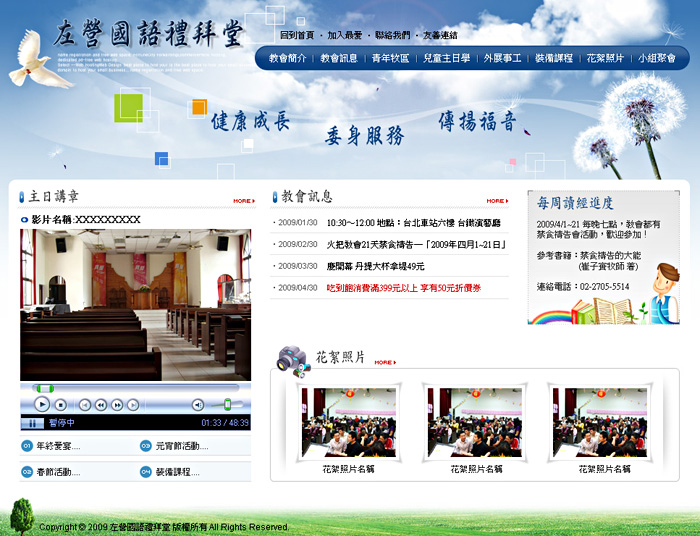 左營國語禮拜堂
回到首頁 · 加入最愛 · 聯絡我們 · 友善連結
教會簡介 | 教會訊息 | 青年牧區 | 兒童主日學 | 外展事工 | 裝備課程 | 花絮照片 | 小組聚會
健康成長
委身服務
傳揚福音
主日講章
MORE
影片名稱:XXXXXXXXX
暫停中
01:33 / 48:39
01 年終愛宴....
03 元宵節活動....
02 春節活動....
04 裝備課程....
教會訊息
MORE
· 2009/01/30 10:30~12:00 地點：台北車站六樓 台鐵演藝廳
· 2009/02/30 火把教會21天禁食禱告—「2009年四月1~21日」
· 2009/03/30 慶開幕 丹提大杯拿堤49元
· 2009/04/30 吃到飽消費滿399元以上 享有50元折價券
每周讀經進度
2009/4/1~21 每晚七點，教會都有
禁食禱告會活動，歡迎參加！
參考書籍：禁食禱告的大能
(崔子實牧師 著)
連絡電話：02-2705-5514
花絮照片
MORE
花絮照片名稱
花絮照片名稱
花絮照片名稱
Copyright © 2009 左營國語禮拜堂 版權所有 All Rights Reserved.